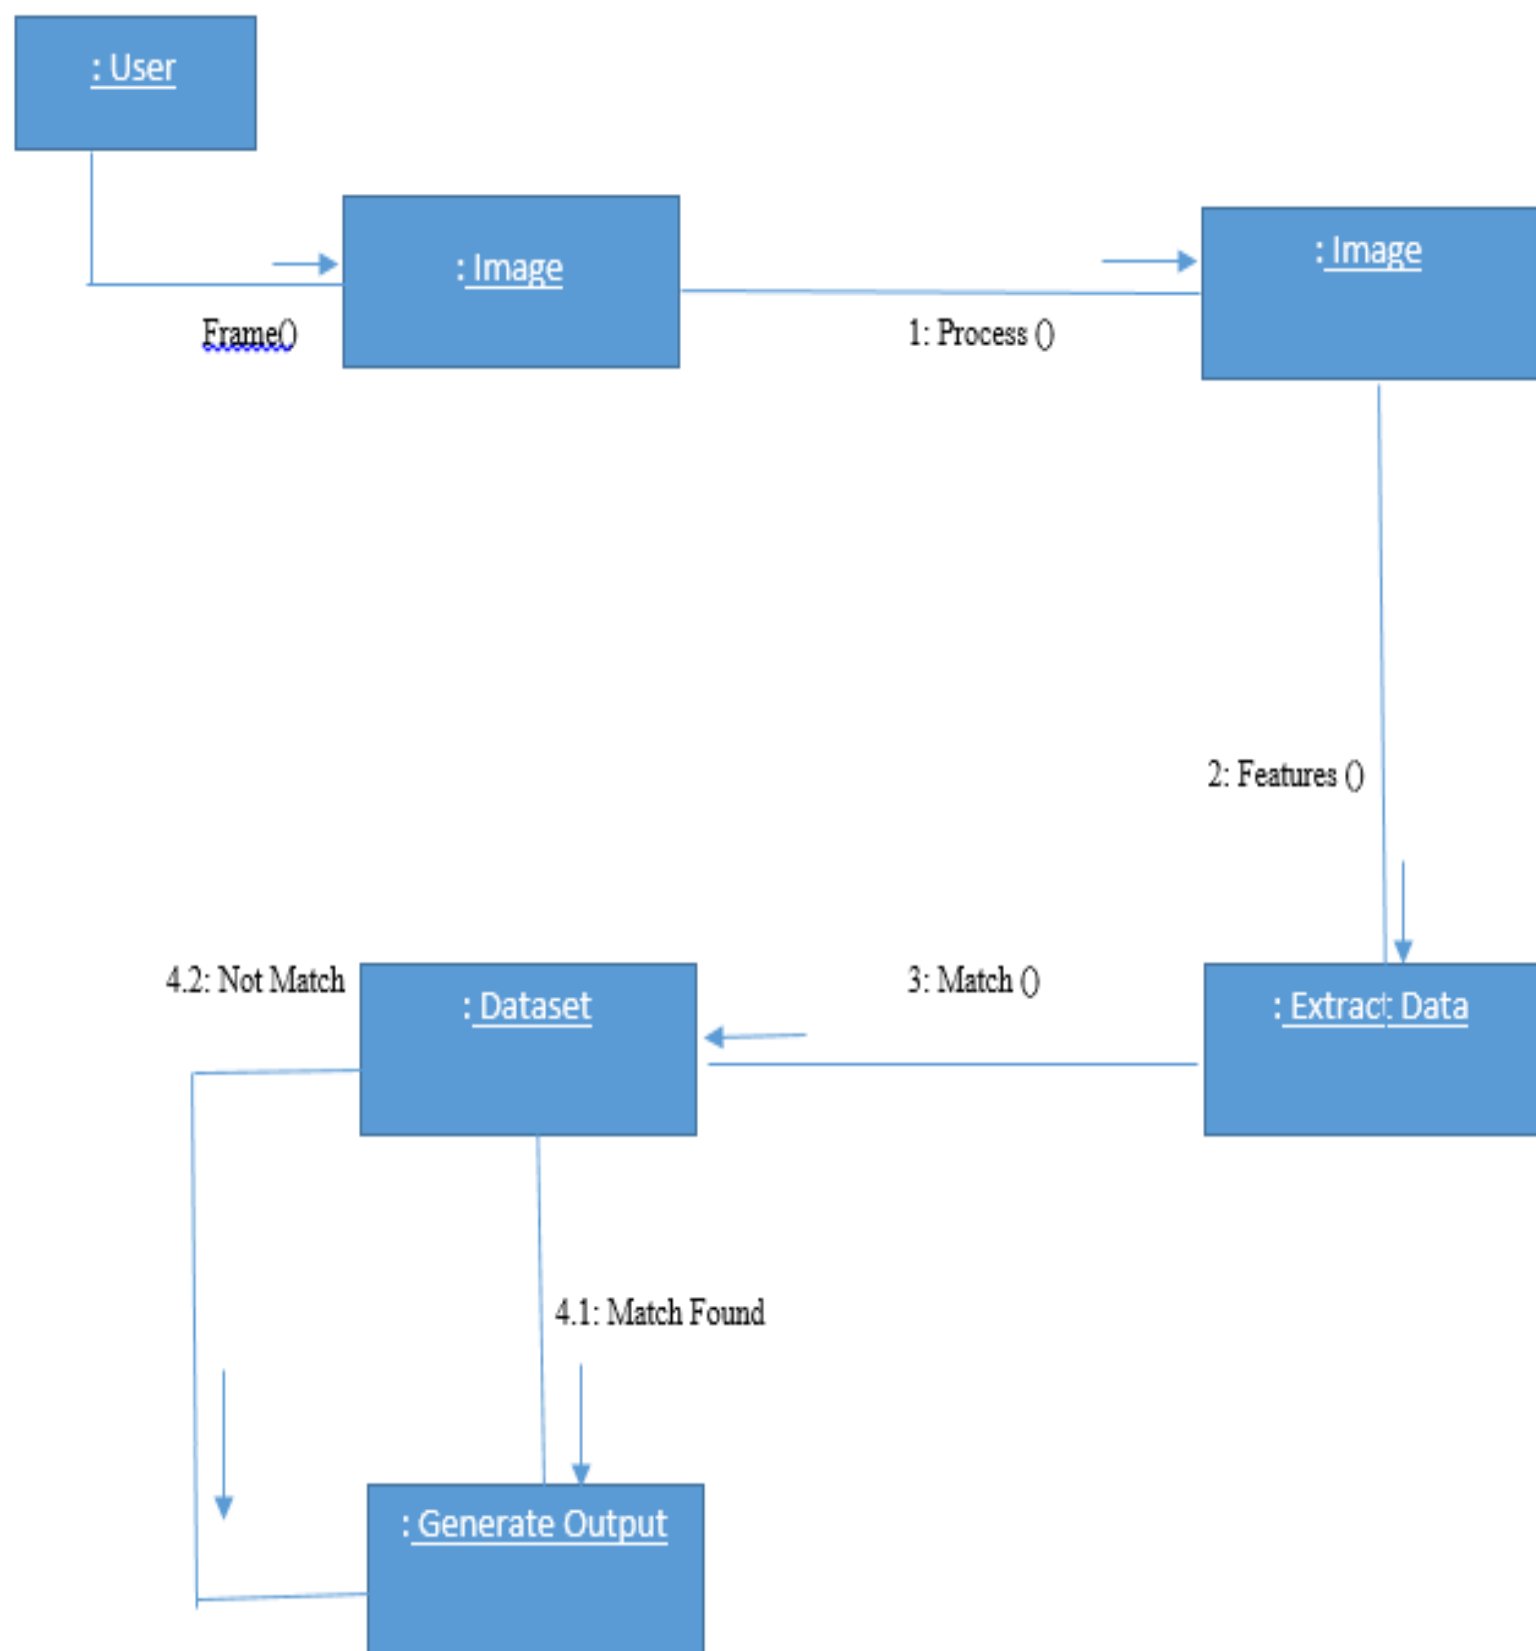 : User
: Image
: Image
Frame()
1: Process ()
2: Features ()
4.2: Not Match
: Dataset
3: Match ()
: Extract Data
4.1: Match Found
: Generate Output